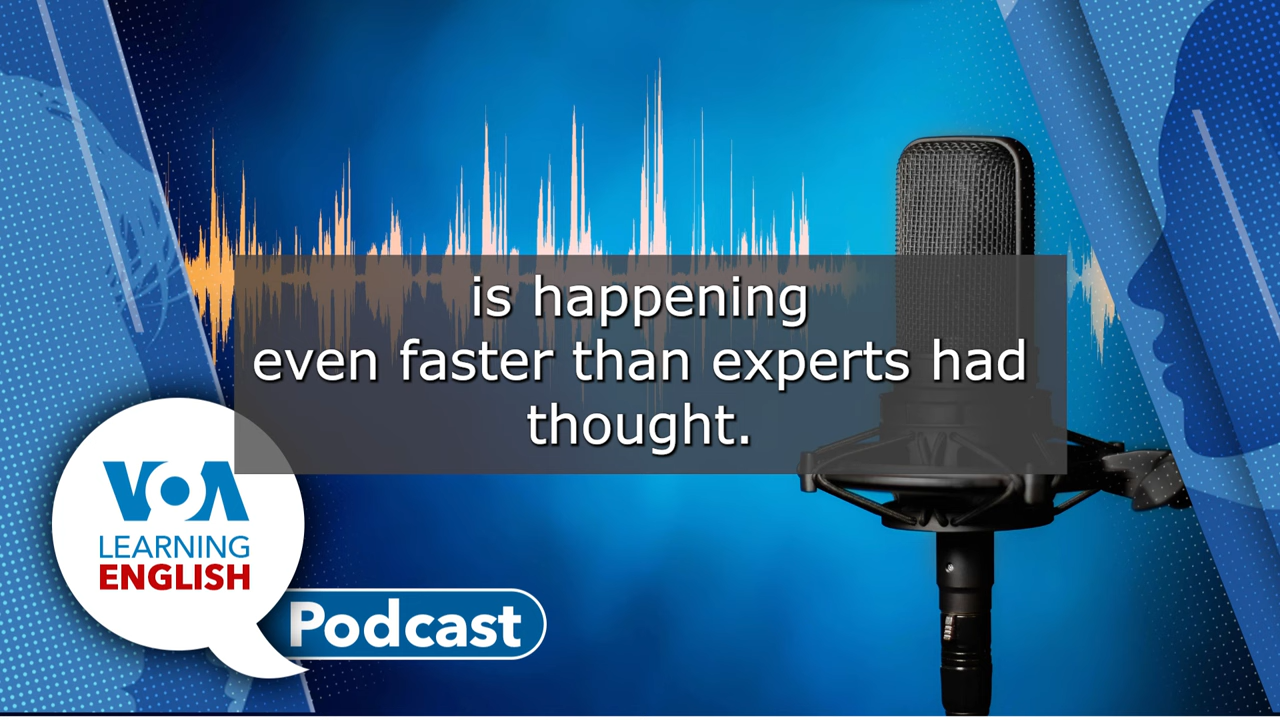 is happening
even faster than experts had
thought.
VOA
LEARNING
ENGLISH
Podcast